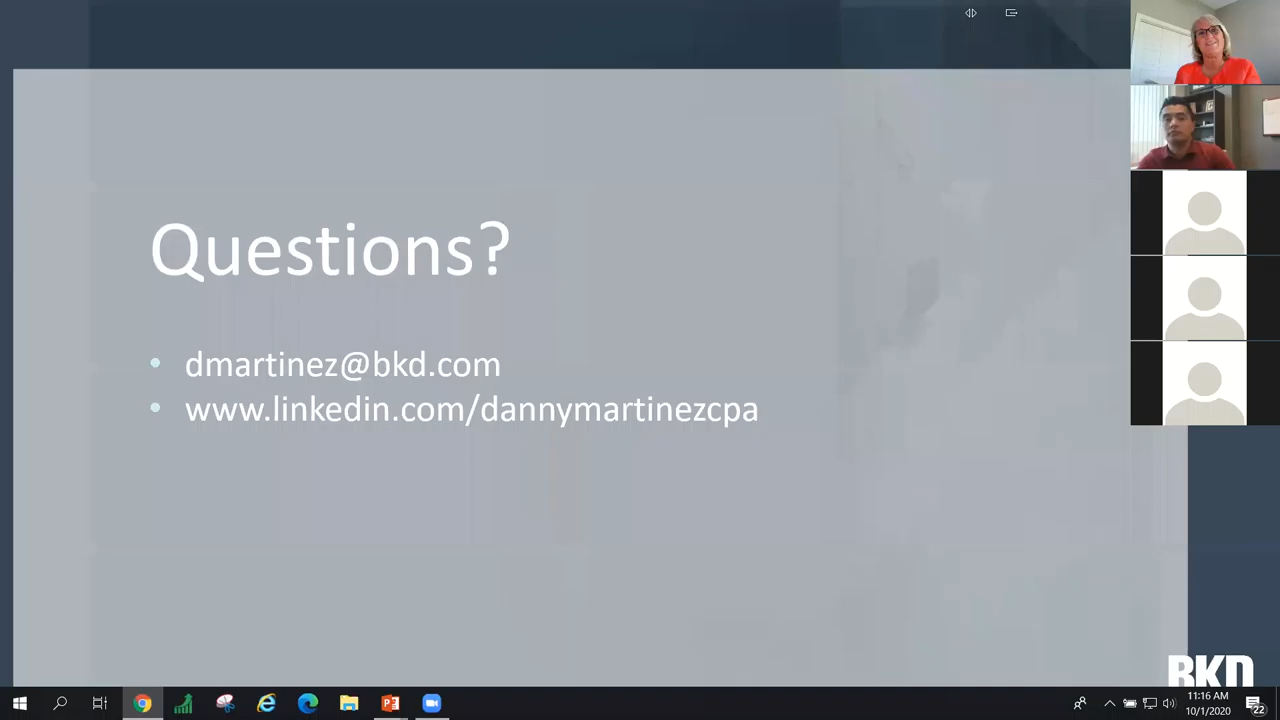 Questions?
• dmartinez@bkd.com
• www.linkedin.com/dannymartinezcpa
BKD
11:16 AM
10/1/2020
22